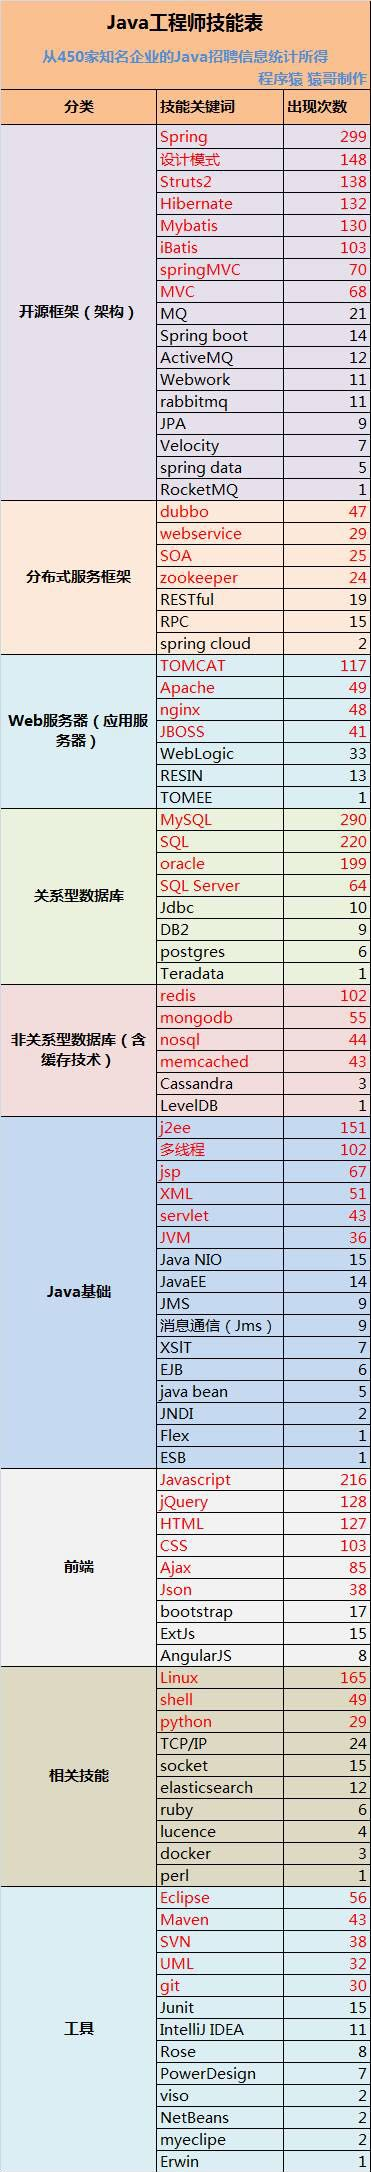 Java工程师技能表
从450家知名企业的Java招聘信息统计所得
程序猿 猿哥制作
分类 技能关键词 出现次数
开源框架（架构）
Spring 299
设计模式 148
Struts2 138
Hibernate 132
Mybatis 130
iBatis 103
springMVC 70
MVC 68
MQ 21
Spring boot 14
ActiveMQ 12
Webwork 11
rabbitmq 11
JPA 9
Velocity 7
spring data 5
RocketMQ 1
分布式服务框架
dubbo 47
webservice 29
SOA 25
zookeeper 24
RESTful 19
RPC 15
spring cloud 2
Web服务器（应用服
务器）
TOMCAT 117
Apache 49
nginx 48
JBOSS 41
WebLogic 33
RESIN 13
TOMEE 1
关系型数据库
MySQL 290
SQL 220
oracle 199
SQL Server 64
Jdbc 10
DB2 9
postgres 6
Teradata 1
非关系型数据库（含
缓存技术）
redis 102
mongodb 55
nosql 44
memcached 43
Cassandra 3
LevelDB 1
Java基础
j2ee 151
多线程 102
jsp 67
XML 51
servlet 43
JVM 36
Java NIO 15
JavaEE 14
JMS 9
消息通信（Jms） 9
XSlT 7
EJB 6
java bean 5
JNDI 2
Flex 1
ESB 1
前端
Javascript 216
jQuery 128
HTML 127
CSS 103
Ajax 85
Json 38
bootstrap 17
ExtJs 15
AngularJS 8
相关技能
Linux 165
shell 49
python 29
TCP/IP 24
socket 15
elasticsearch 12
ruby 6
lucence 4
docker 3
perl 1
工具
Eclipse 56
Maven 43
SVN 38
UML 32
git 30
Junit 15
IntelliJ IDEA 11
Rose 8
PowerDesign 7
viso 2
NetBeans 2
myeclipe 2
Erwin 1